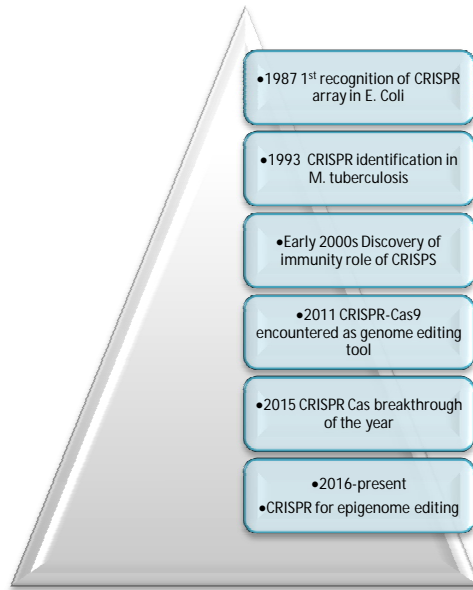 •1987 1st recognition of CRISPR
array in E. Coli
•1993 CRISPR identification in
M. tuberculosis
•Early 2000s Discovery of
immunity role of CRISPS
•2011 CRISPR-Cas9
encountered as genome editing
tool
•2015 CRISPR Cas breakthrough
of the year
•2016-present
•CRISPR for epigenome editing